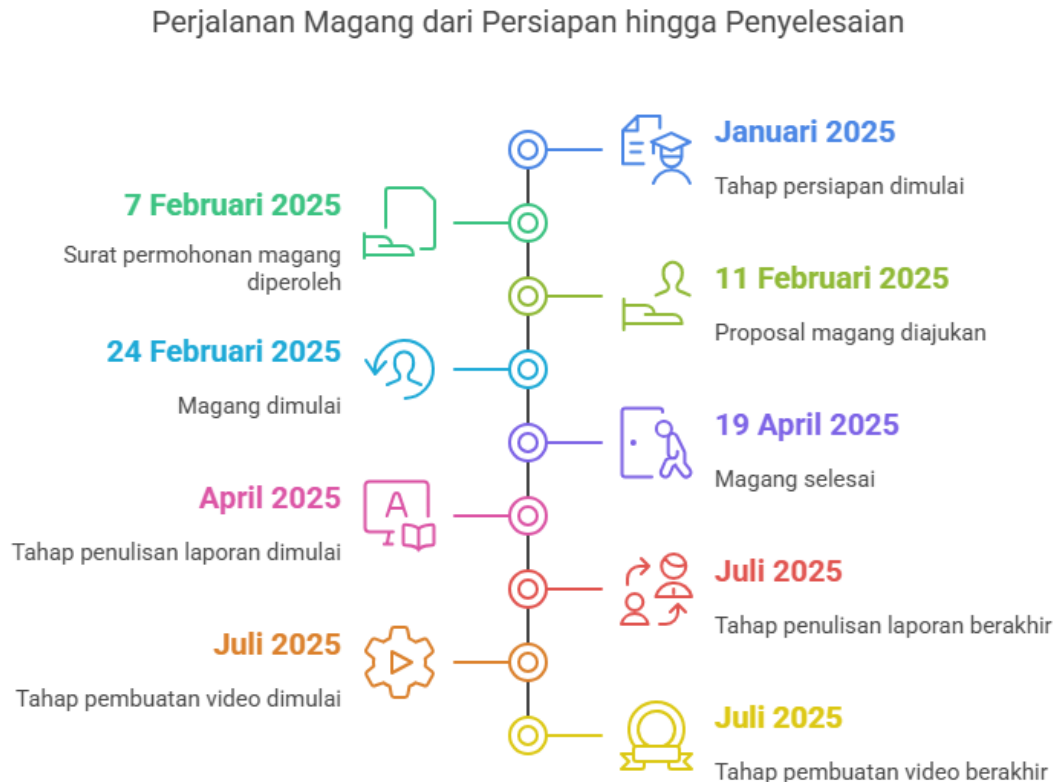 Perjalanan Magang dari Persiapan hingga Penyelesaian
Januari 2025
Tahap persiapan dimulai
7 Februari 2025
Surat permohonan magang
diperoleh
11 Februari 2025
Proposal magang diajukan
24 Februari 2025
Magang dimulai
19 April 2025
Magang selesai
A
April 2025
Tahap penulisan laporan dimulai
Juli 2025
Tahap penulisan laporan berakhir
Juli 2025
Tahap pembuatan video dimulai
Juli 2025
Tahap pembuatan video berakhir